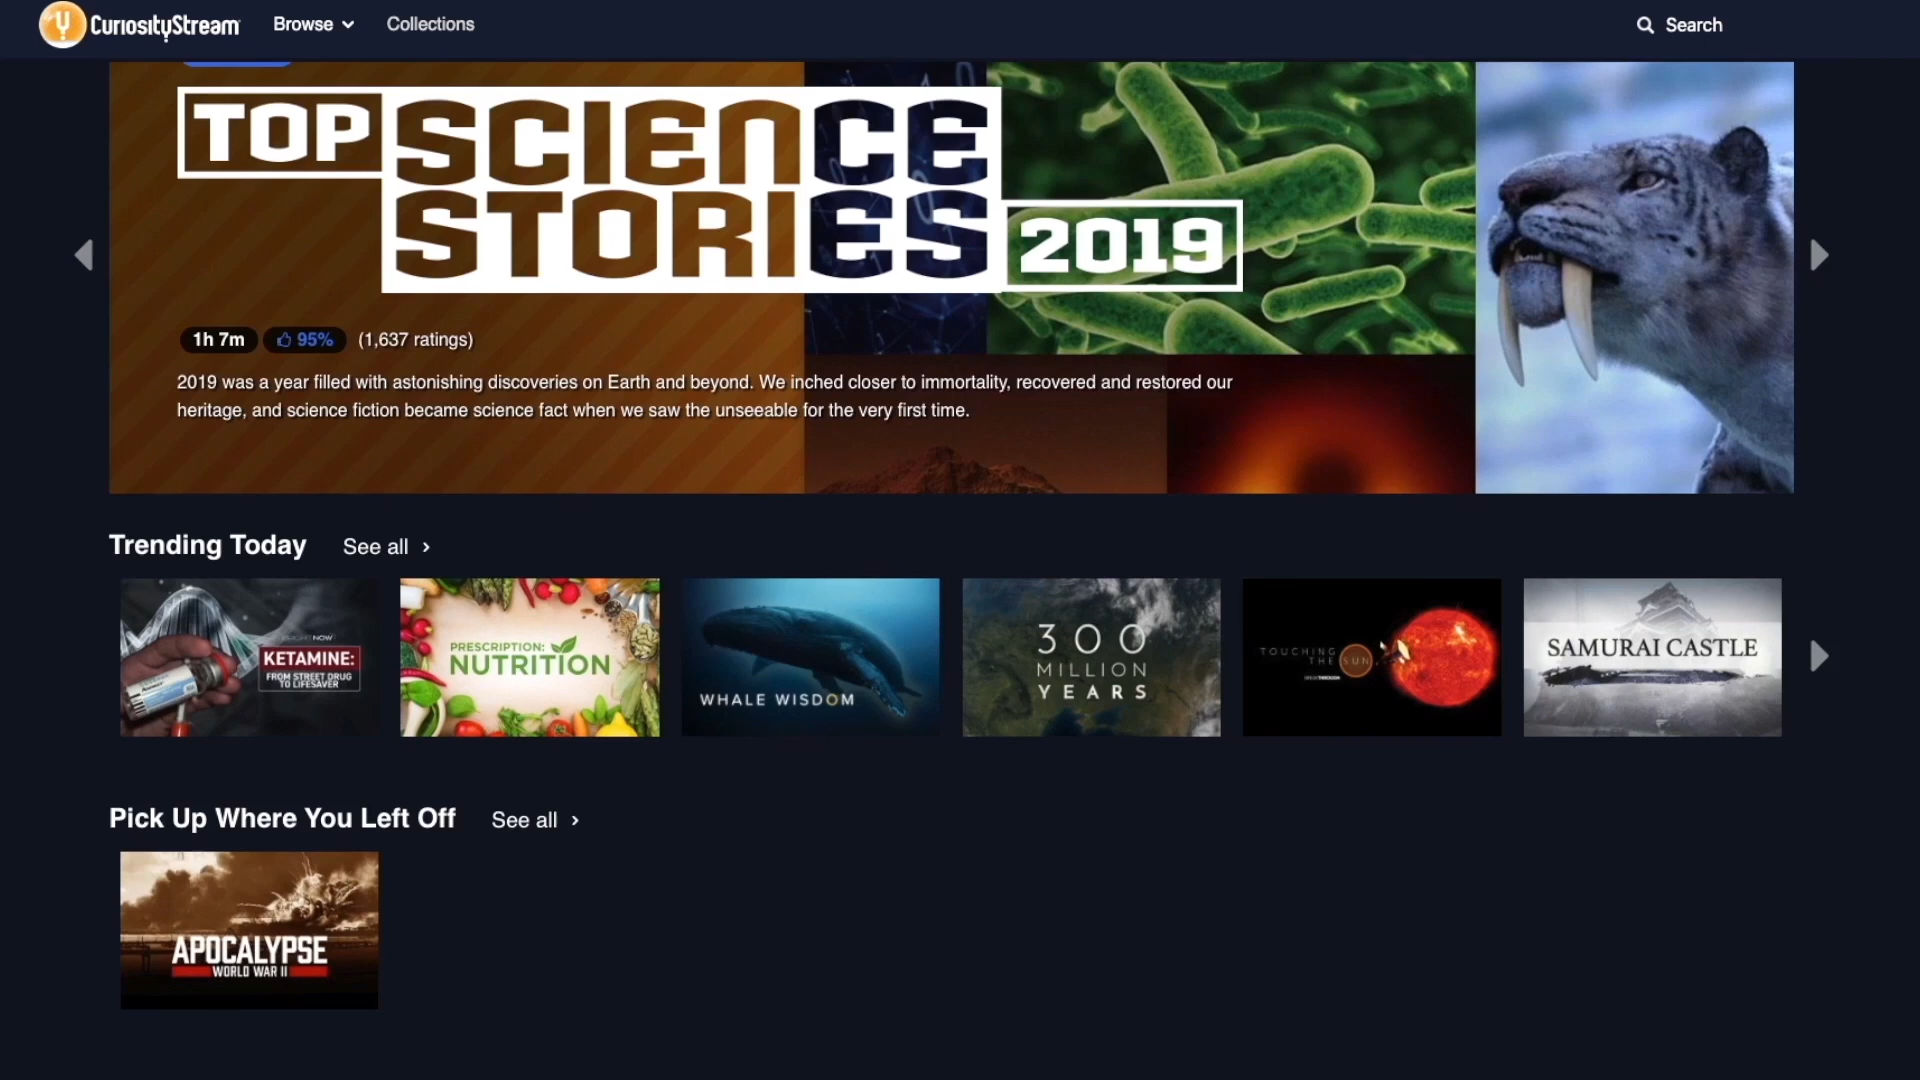 CuriosityStream
Browse
Collections
Search
TOP SCIENCE
STORIES 2019
1h 7m
95%
(1,637 ratings)
2019 was a year filled with astonishing discoveries on Earth and beyond. We inched closer to immortality, recovered and restored our
heritage, and science fiction became science fact when we saw the unseeable for the very first time.
Trending Today
See all
NOW
KETAMINE:
FROM STREET DRUG
TO LIFESAVER
PRESCRIPTION:
NUTRITION
WHALE WISDOM
300
MILLION
YEARS
TOUCHING
THE SUN
BREAKTHROUGH
SAMURAI CASTLE
Pick Up Where You Left Off
See all
APOCALYPSE
WORLD WAR II